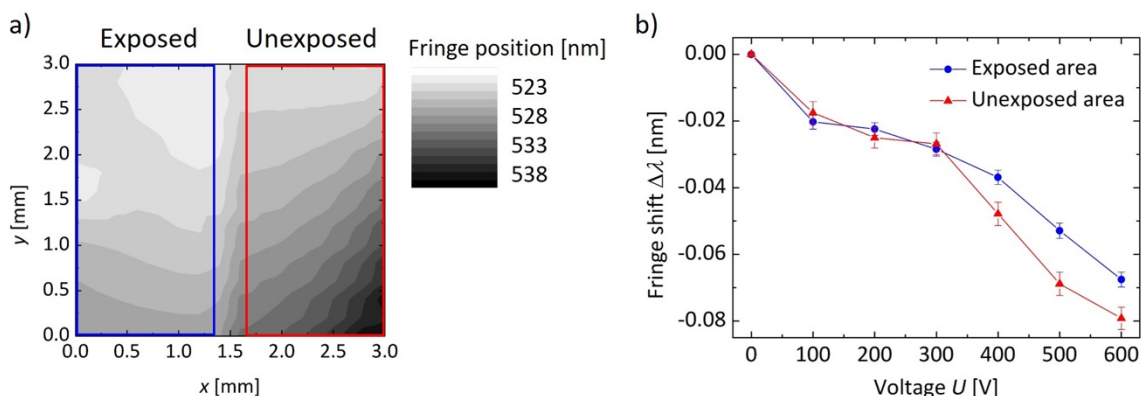 a)
Exposed Unexposed
Fringe position [nm]
523
528
533
538
3.0
2.5
2.0
1.5
1.0
0.5
0.0
y [mm]
0.0 0.5 1.0 1.5 2.0 2.5 3.0
x [mm]
b)
Exposed area
Unexposed area
0.00
-0.02
-0.04
-0.06
-0.08
Fringe shift Δλ [nm]
0 100 200 300 400 500 600
Voltage U [V]